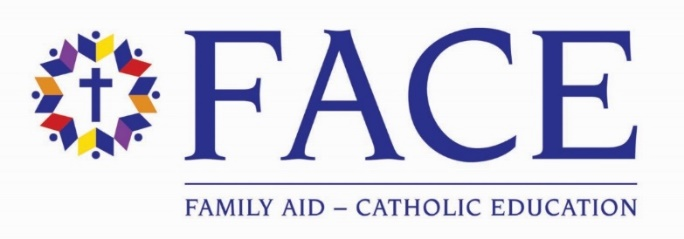 FACE
FAMILY AID – CATHOLIC EDUCATION